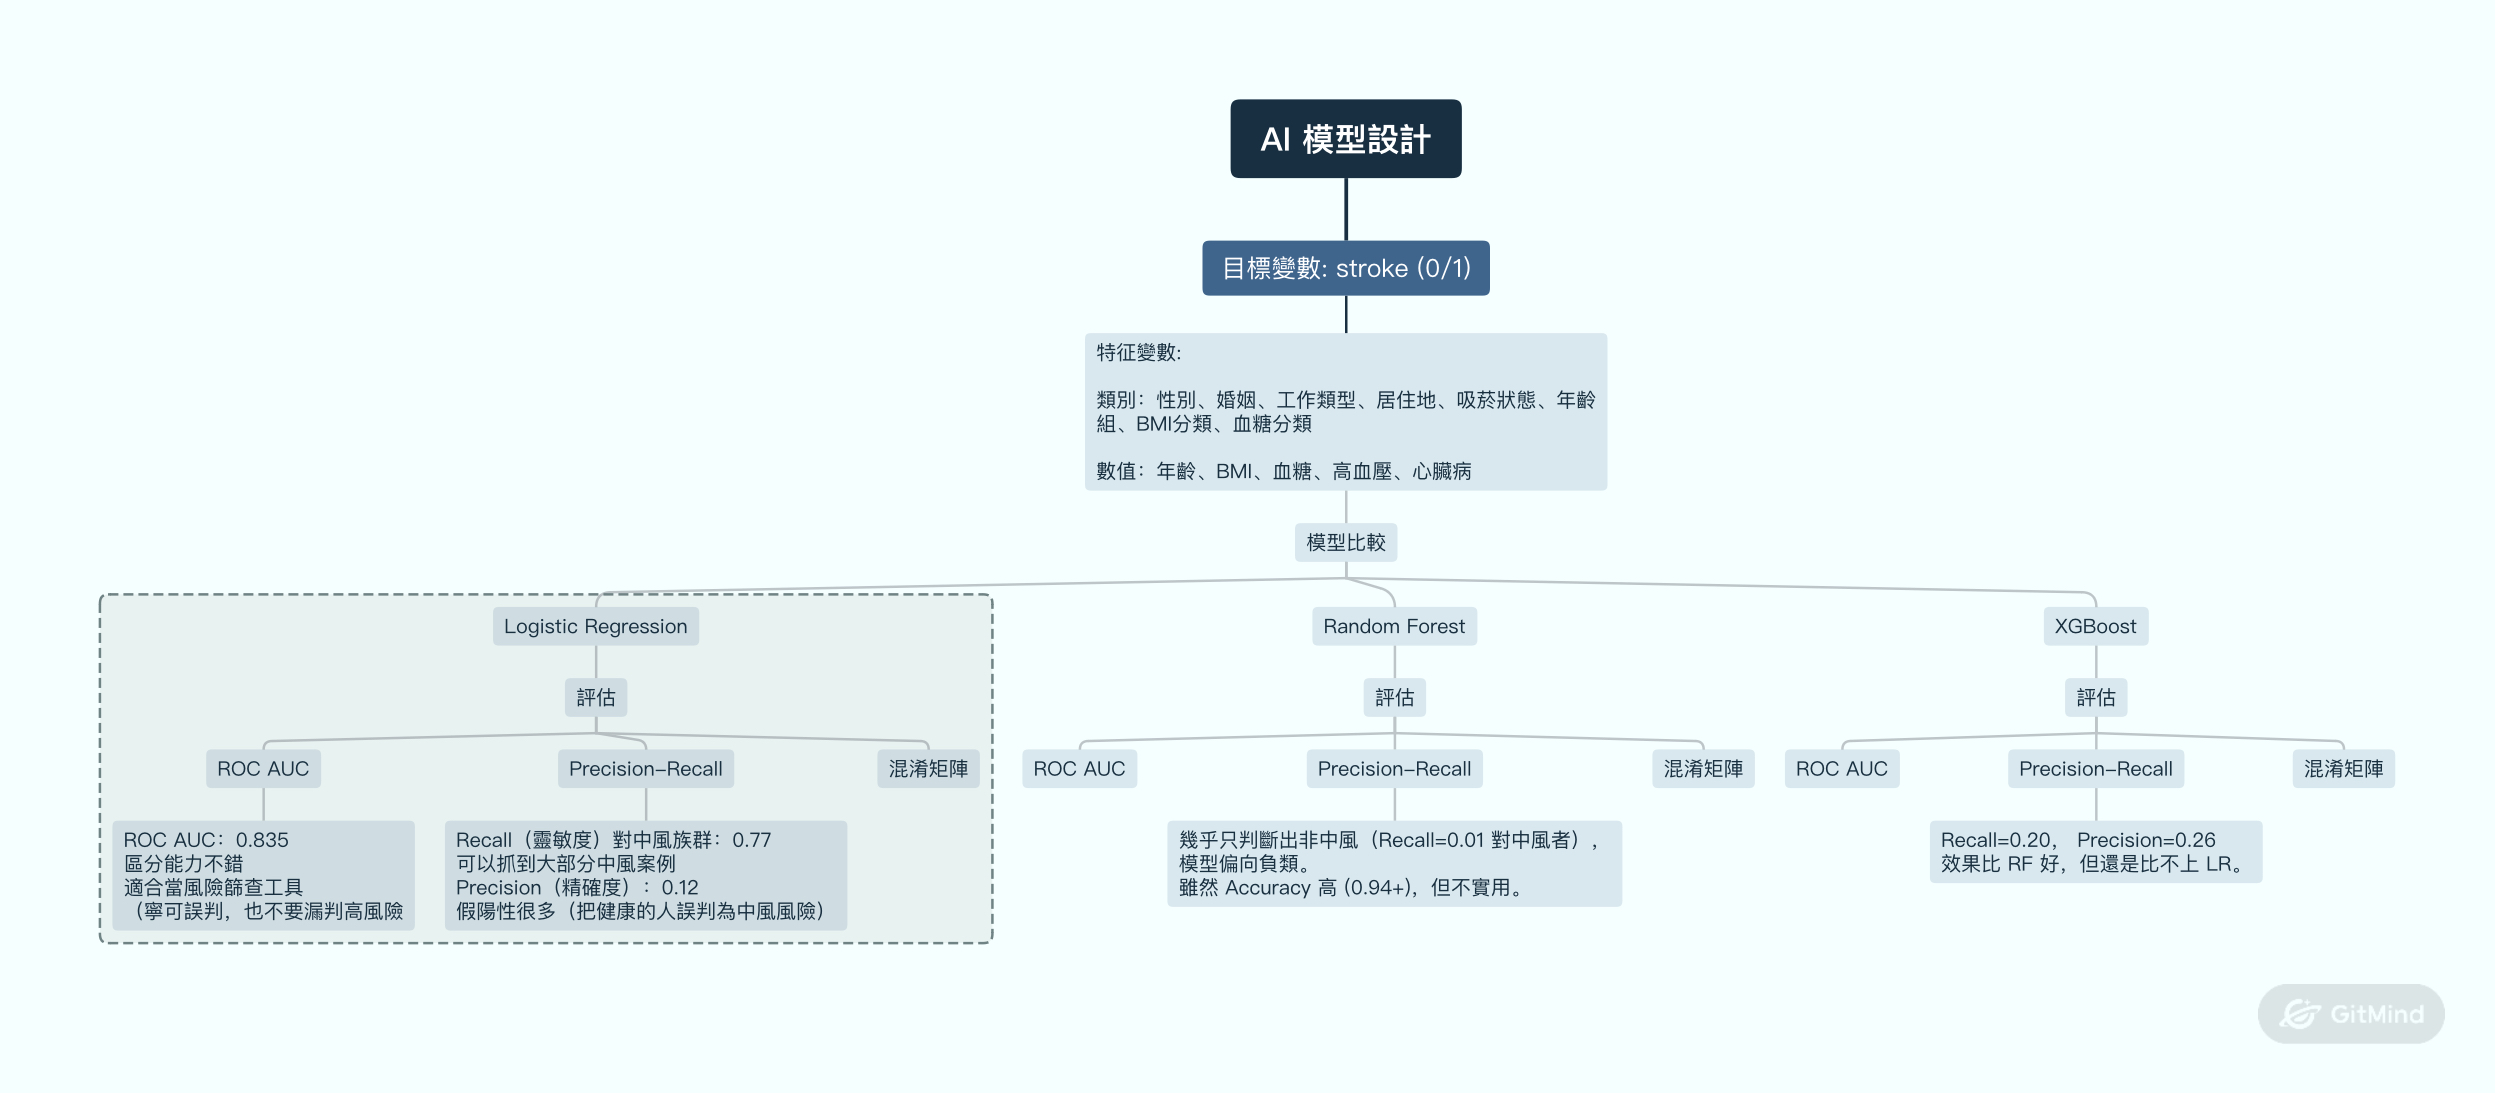 AI 模型設計
目標變數: stroke (0/1)
特征變數:
類別：性別、婚姻、工作類型、居住地、吸菸狀態、年齡
組、BMI分類、血糖分類
數值：年齡、BMI、血糖、高血壓、心臟病
模型比較
Logistic Regression
Random Forest
XGBoost
評估
評估
評估
ROC AUC
Precision-Recall
混淆矩陣
ROC AUC
Precision-Recall
混淆矩陣
ROC AUC
Precision-Recall
混淆矩陣
ROC AUC：0.835
區分能力不錯
適合當風險篩查工具
（寧可誤判，也不要漏判高風險
Recall（靈敏度）對中風族群：0.77
可以抓到大部分中風案例
Precision（精確度）：0.12
假陽性很多（把健康的人誤判為中風風險）
幾乎只判斷出非中風（Recall=0.01 對中風者），
模型偏向負類。
雖然 Accuracy 高 (0.94+)，但不實用。
Recall=0.20， Precision=0.26
效果比 RF 好，但還是比不上 LR。
GitMind